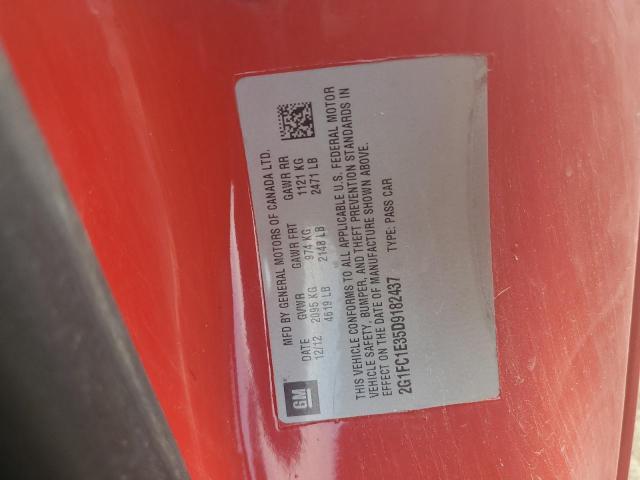 GM
MFD BY GENERAL MOTORS OF CANADA LTD.
DATE GVWR GAWR FRT GAWR RR
12/12 2095 KG 974 KG 1121 KG
4619 LB 2148 LB 2471 LB
THIS VEHICLE CONFORMS TO ALL APPLICABLE U.S. FEDERAL MOTOR
VEHICLE SAFETY, BUMPER, AND THEFT PREVENTION STANDARDS IN
EFFECT ON THE DATE OF MANUFACTURE SHOWN ABOVE.
2G1FC1E35D9182437 TYPE: PASS CAR